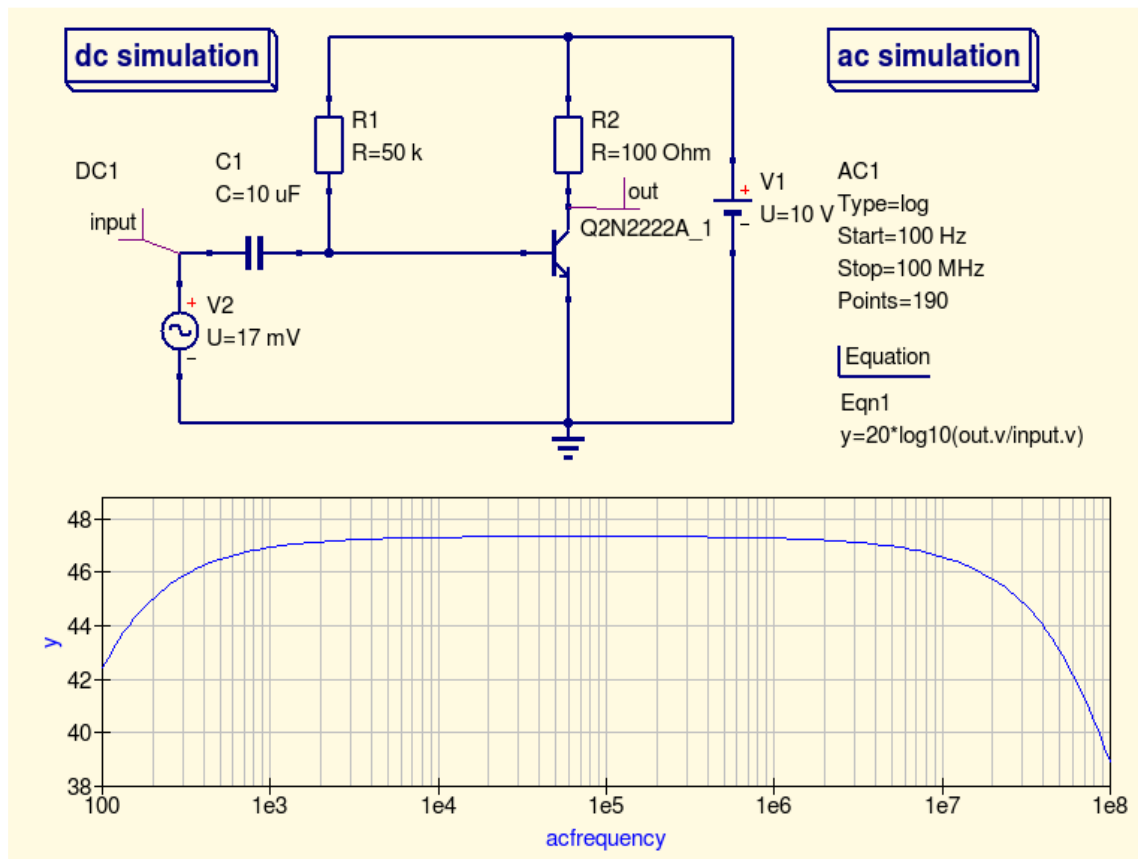 dc simulation
ac simulation
R1
R=50 k
R2
R=100 Ohm
DC1
C1
C=10 uF
input
out
Q2N2222A_1
V1
U=10 V
+
-
V2
U=17 mV
+
-
AC1
Type=log
Start=100 Hz
Stop=100 MHz
Points=190
Equation
Eqn1
y=20*log10(out.v/input.v)
48
46
44
42
40
38
y
100 1e3 1e4 1e5 1e6 1e7 1e8
acfrequency